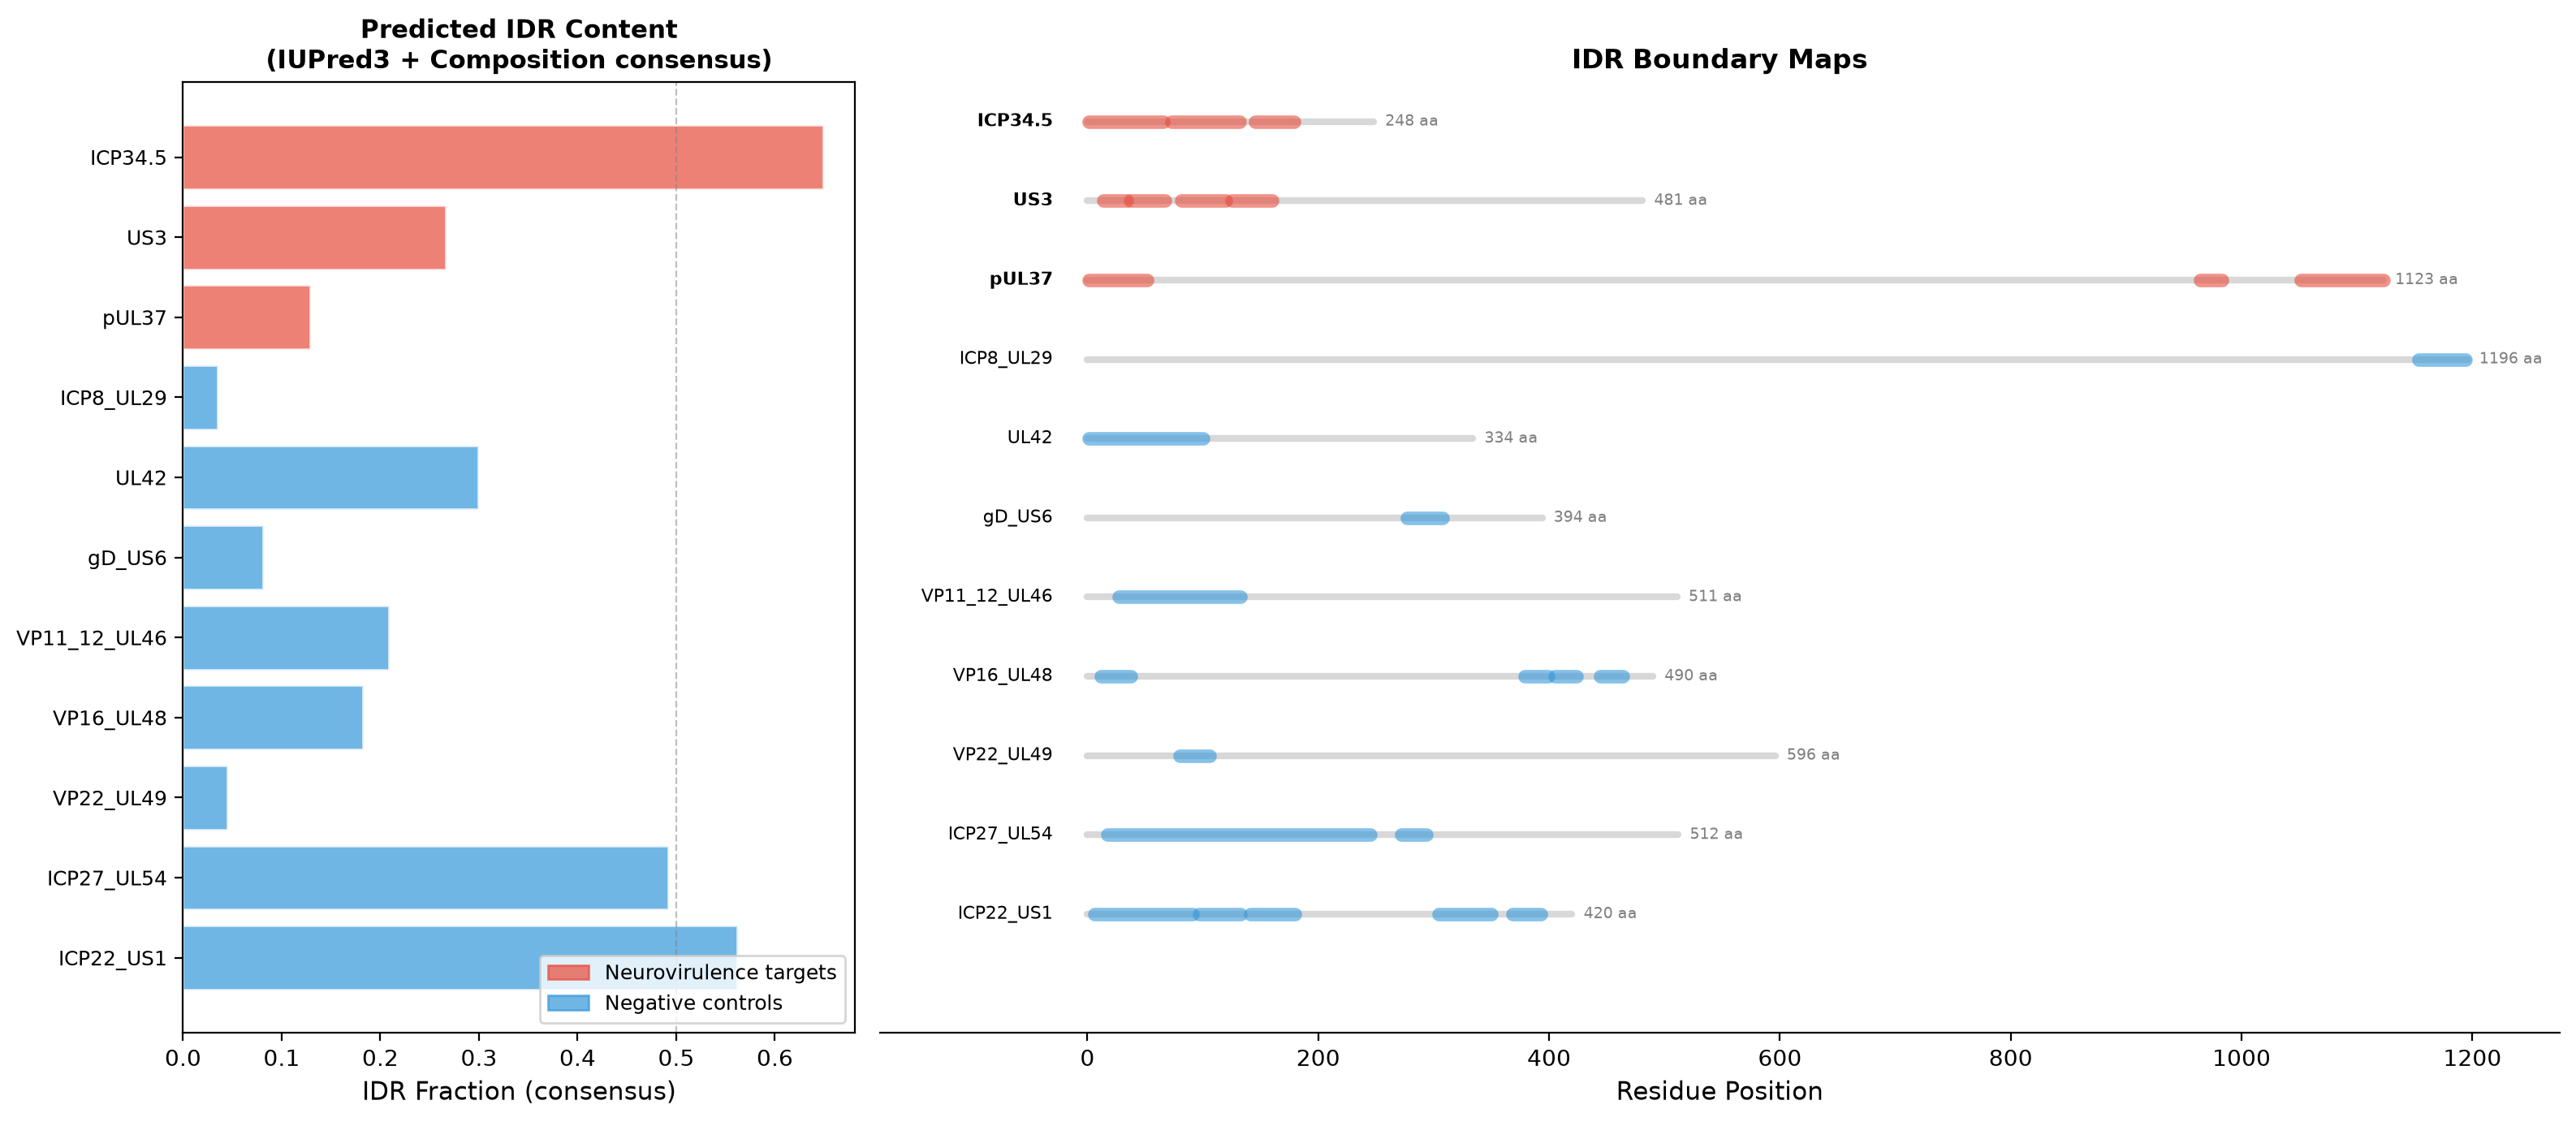 Predicted IDR Content
(IUPred3 + Composition consensus)
ICP34.5
US3
pUL37
ICP8_UL29
UL42
gD_US6
VP11_12_UL46
VP16_UL48
VP22_UL49
ICP27_UL54
ICP22_US1
Neurovirulence targets
Negative controls
0.0 0.1 0.2 0.3 0.4 0.5 0.6
IDR Fraction (consensus)
IDR Boundary Maps
ICP34.5 248 aa
US3 481 aa
pUL37 1123 aa
ICP8_UL29 1196 aa
UL42 334 aa
gD_US6 394 aa
VP11_12_UL46 511 aa
VP16_UL48 490 aa
VP22_UL49 596 aa
ICP27_UL54 512 aa
ICP22_US1 420 aa
0 200 400 600 800 1000 1200
Residue Position